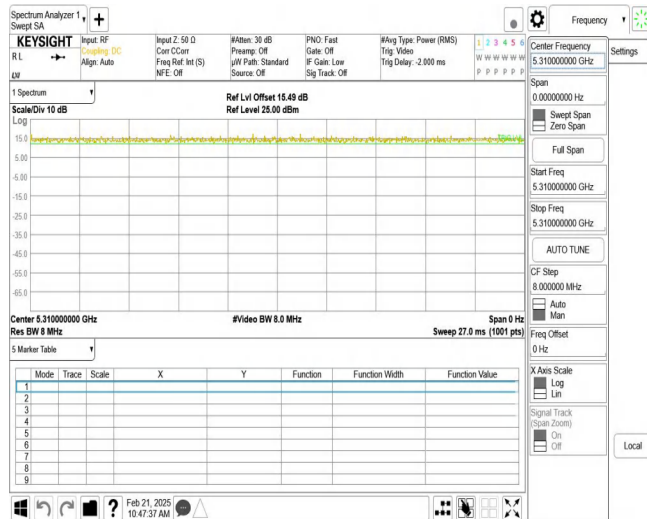 Spectrum Analyzer 1
Swept SA
Frequency
KEYSIGHT
RL
Input: RF
Coupling: DC
Align: Auto
Input Z: 50 Ω
Corr CCorr
Freq Ref: Int (S)
NFE: Off
#Atten: 30 dB
Preamp: Off
µW Path: Standard
Source: Off
PNO: Fast
Gate: Off
IF Gain: Low
Sig Track: Off
#Avg Type: Power (RMS)
Trig: Video
Trig Delay: -2.000 ms
1 2 3 4 5 6
W W W W W W
P P P P P P
1 Spectrum
Scale/Div 10 dB
Ref Lvl Offset 15.49 dB
Ref Level 25.00 dBm
Log
15.0
5.00
-5.00
-15.0
-25.0
-35.0
-45.0
-55.0
-65.0
Center 5.310000000 GHz
#Video BW 8.0 MHz
Span 0 Hz
Res BW 8 MHz
Sweep 27.0 ms (1001 pts)
5 Marker Table
Mode Trace Scale X Y Function Function Width Function Value
1
2
3
4
5
6
7
8
9
Feb 21, 2025
10:47:37 AM
Center Frequency
5.310000000 GHz
Settings
Span
0.00000000 Hz
Swept Span
Zero Span
Full Span
Start Freq
5.310000000 GHz
Stop Freq
5.310000000 GHz
AUTO TUNE
CF Step
8.000000 MHz
Auto
Man
Freq Offset
0 Hz
X Axis Scale
Log
Lin
Signal Track
(Span Zoom)
On
Off
Local